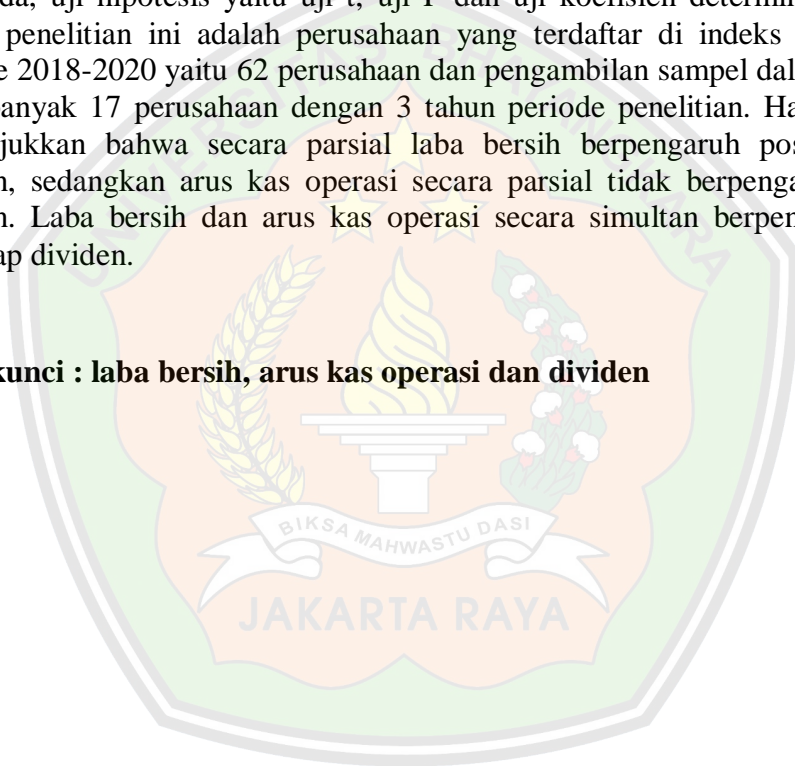 da, uji hipotesis yaitu uji t, uji F dan uji koefisien determin
penelitian ini adalah perusahaan yang terdaftar di indeks
e 2018-2020 yaitu 62 perusahaan dan pengambilan sampel dal
anyak 17 perusahaan dengan 3 tahun periode penelitian. Ha
jukkan bahwa secara parsial laba bersih berpengaruh pos
n, sedangkan arus kas operasi secara parsial tidak berpenga
n. Laba bersih dan arus kas operasi secara simultan berpen
ap dividen.
kunci : laba bersih, arus kas operasi dan dividen
UNIVERSITAS BHAYANGKARA
BIKSA MAHWASTU DASI
JAKARTA RAYA